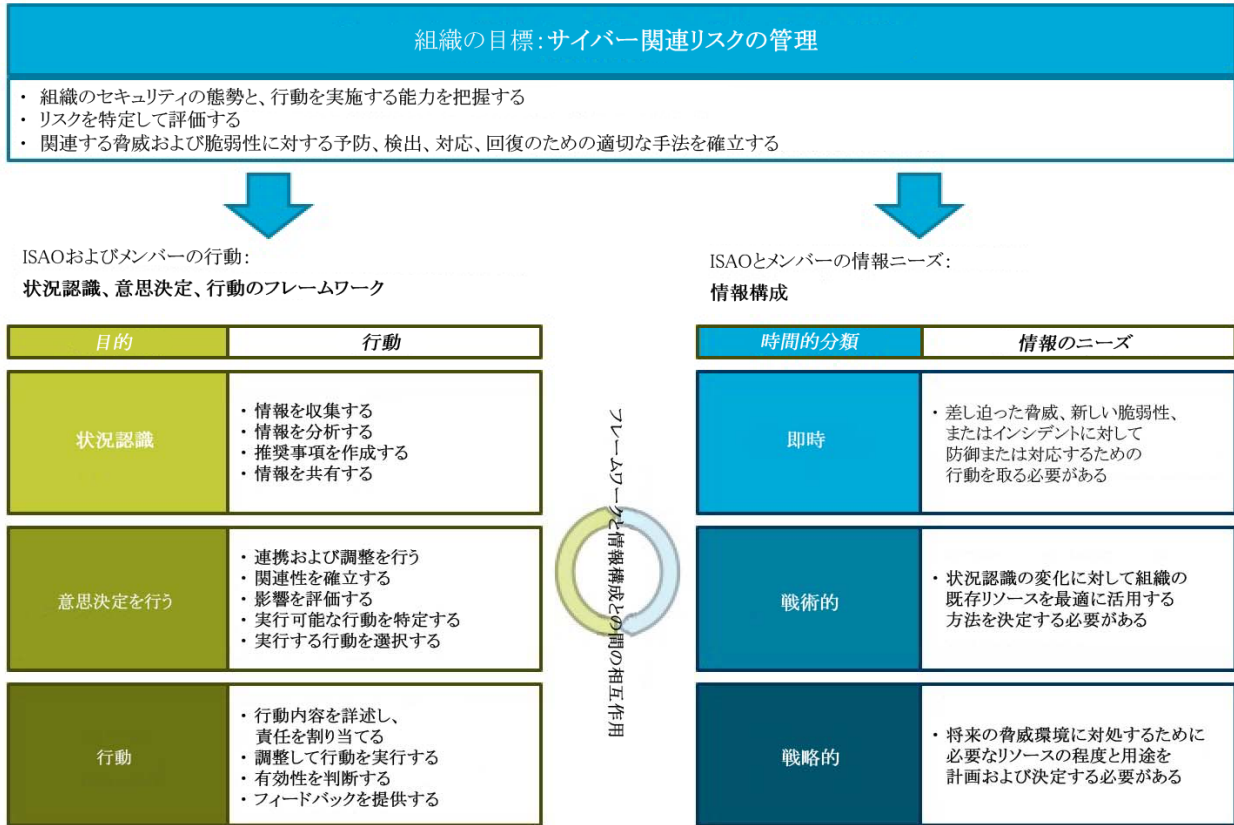 組織の目標：サイバー関連リスクの管理
・ 組織のセキュリティの態勢と、行動を実施する能力を把握する
・ リスクを特定して評価する
・ 関連する脅威および脆弱性に対する予防、検出、対応、回復のための適切な手法を確立する
ISAOおよびメンバーの行動：
状況認識、意思決定、行動のフレームワーク
目的
行動
状況認識
・ 情報を収集する
・ 情報を分析する
・ 推奨事項を作成する
・ 情報を共有する
意思決定を行う
・ 連携および調整を行う
・ 関連性を確立する
・ 影響を評価する
・ 実行可能な行動を特定する
・ 実行する行動を選択する
行動
・ 行動内容を詳述し、
責任を割り当てる
・ 調整して行動を実行する
・ 有効性を判断する
・ フィードバックを提供する
フレームワークと情報構成との間の相互作用
ISAOとメンバーの情報ニーズ：
情報構成
時間的分類
情報のニーズ
即時
・ 差し迫った脅威、新しい脆弱性、
またはインシデントに対して
防御または対応するための
行動を取る必要がある
戦術的
・ 状況認識の変化に対して組織の
既存リソースを最適に活用する
方法を決定する必要がある
戦略的
・ 将来の脅威環境に対処するために
必要なリソースの程度と用途を
計画および決定する必要がある